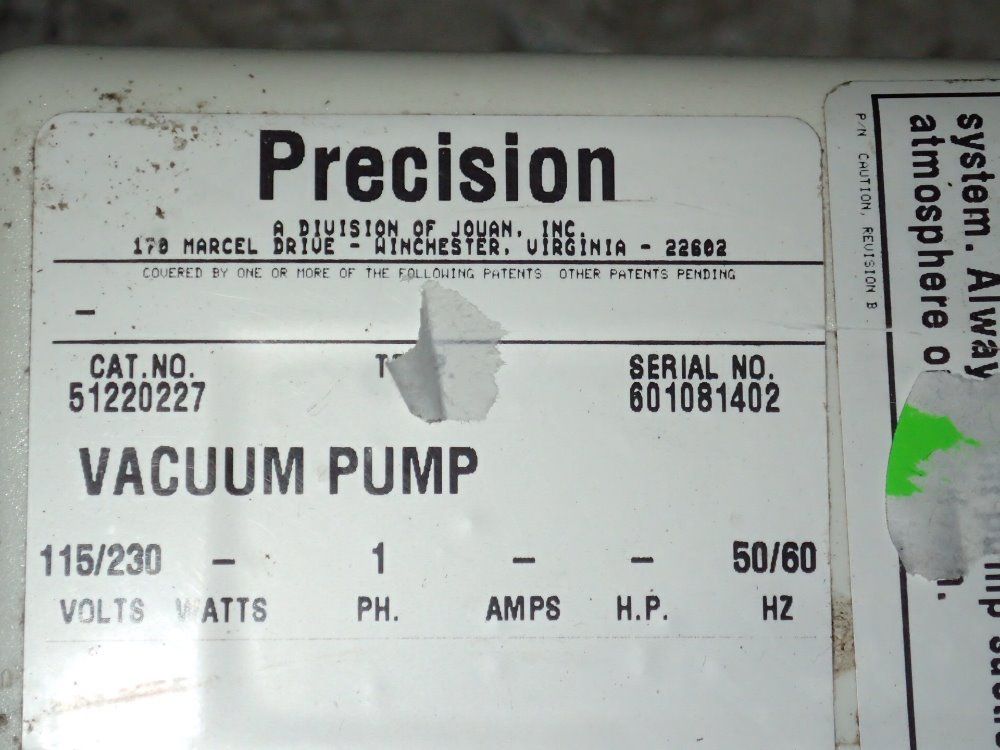 Precision
A DIVISION OF JOUAN, INC.
170 MARCEL DRIVE - WINCHESTER, VIRGINIA - 22602
COVERED BY ONE OR MORE OF THE FOLLOWING PATENTS OTHER PATENTS PENDING
-
CAT.NO. SERIAL NO.
51220227 601081402
VACUUM PUMP
115/230 - 1 - - 50/60
VOLTS WATTS PH. AMPS H.P. HZ
system. Alway
atmosphere
P/N CAUTION, REVISION B